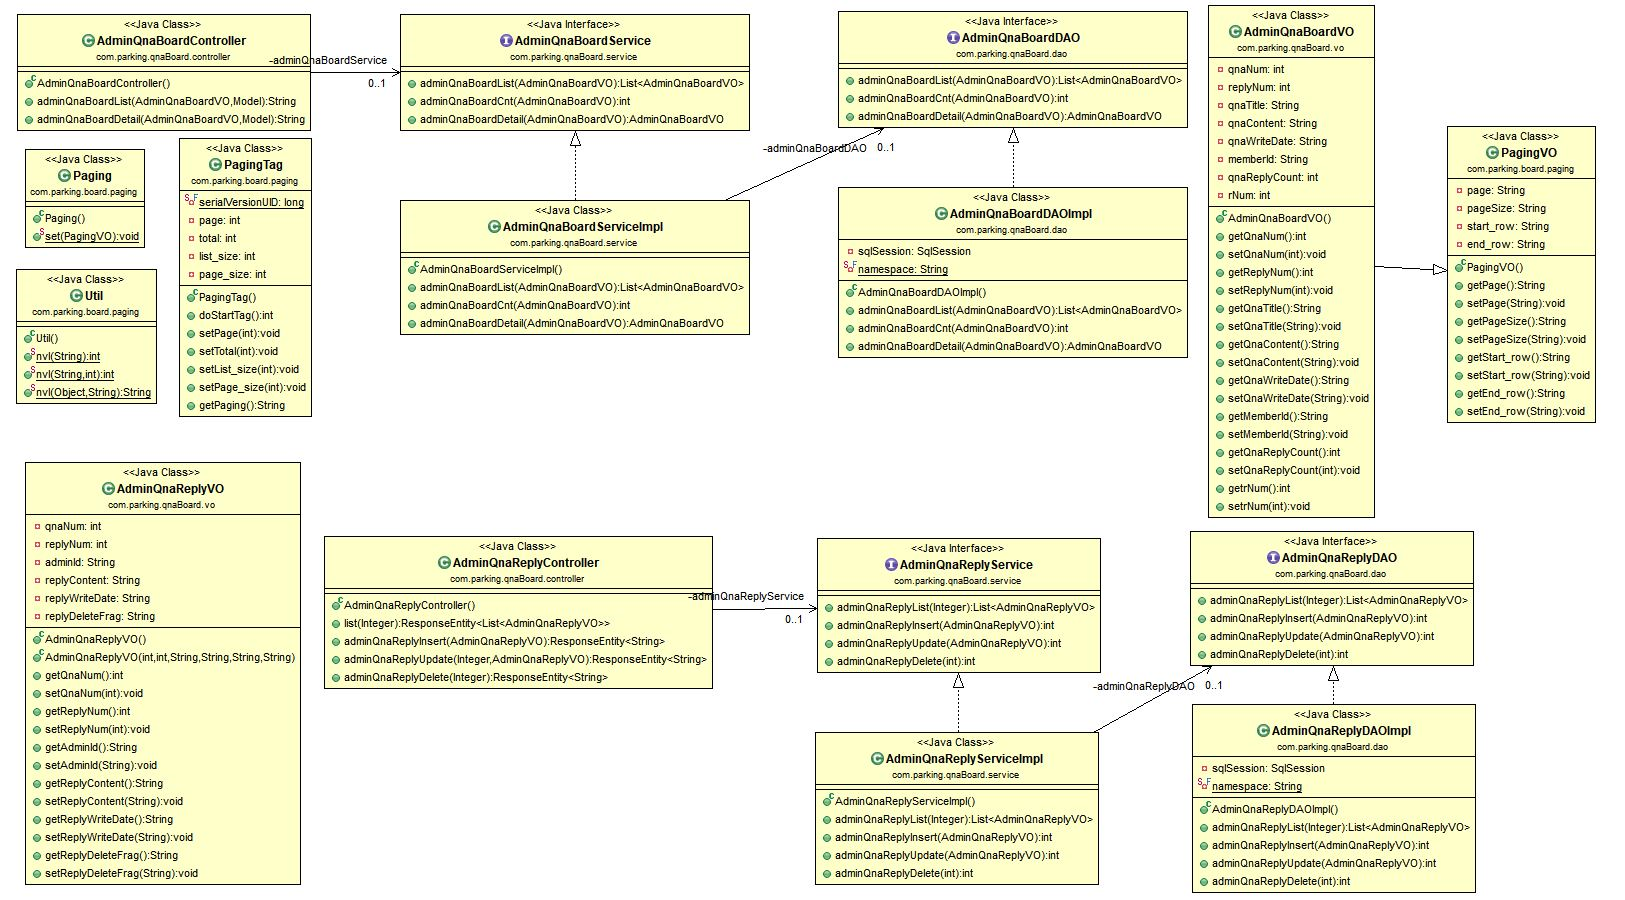 <<Java Class>>
AdminQnaBoardController
com.parking.qnaBoard.controller
AdminQnaBoardController()
adminQnaBoardList(AdminQnaBoardVO,Model):String
adminQnaBoardDetail(AdminQnaBoardVO,Model):String
-adminQnaBoardService
0..1
<<Java Interface>>
AdminQnaBoardService
com.parking.qnaBoard.service
adminQnaBoardList(AdminQnaBoardVO):List<AdminQnaBoardVO>
adminQnaBoardCnt(AdminQnaBoardVO):int
adminQnaBoardDetail(AdminQnaBoardVO):AdminQnaBoardVO
<<Java Interface>>
AdminQnaBoardDAO
com.parking.qnaBoard.dao
adminQnaBoardList(AdminQnaBoardVO):List<AdminQnaBoardVO>
adminQnaBoardCnt(AdminQnaBoardVO):int
adminQnaBoardDetail(AdminQnaBoardVO):AdminQnaBoardVO
-adminQnaBoardDAO
0..1
<<Java Class>>
AdminQnaBoardVO
com.parking.qnaBoard.vo
qnaNum: int
replyNum: int
qnaTitle: String
qnaContent: String
qnaWriteDate: String
memberId: String
qnaReplyCount: int
rNum: int
AdminQnaBoardVO()
getQnaNum():int
setQnaNum(int):void
getReplyNum():int
setReplyNum(int):void
getQnaTitle():String
setQnaTitle(String):void
getQnaContent():String
setQnaContent(String):void
getQnaWriteDate():String
setQnaWriteDate(String):void
getMemberId():String
setMemberId(String):void
getQnaReplyCount():int
setQnaReplyCount(int):void
getrNum():int
setrNum(int):void
<<Java Class>>
PagingVO
com.parking.board.paging
page: String
pageSize: String
start_row: String
end_row: String
PagingVO()
getPage():String
setPage(String):void
getPageSize():String
setPageSize(String):void
getStart_row():String
setStart_row(String):void
getEnd_row():String
setEnd_row(String):void
<<Java Class>>
Paging
com.parking.board.paging
Paging()
set(PagingVO):void
<<Java Class>>
PagingTag
com.parking.board.paging
serialVersionUID: long
page: int
total: int
list_size: int
page_size: int
PagingTag()
doStartTag():int
setPage(int):void
setTotal(int):void
setList_size(int):void
setPage_size(int):void
getPaging():String
<<Java Class>>
Util
com.parking.board.paging
Util()
nvl(String):int
nvl(String,int):int
nvl(Object,String):String
<<Java Class>>
AdminQnaBoardServiceImpl
com.parking.qnaBoard.service
AdminQnaBoardServiceImpl()
adminQnaBoardList(AdminQnaBoardVO):List<AdminQnaBoardVO>
adminQnaBoardCnt(AdminQnaBoardVO):int
adminQnaBoardDetail(AdminQnaBoardVO):AdminQnaBoardVO
<<Java Class>>
AdminQnaBoardDAOImpl
com.parking.qnaBoard.dao
sqlSession: SqlSession
namespace: String
AdminQnaBoardDAOImpl()
adminQnaBoardList(AdminQnaBoardVO):List<AdminQnaBoardVO>
adminQnaBoardCnt(AdminQnaBoardVO):int
adminQnaBoardDetail(AdminQnaBoardVO):AdminQnaBoardVO
<<Java Class>>
AdminQnaReplyVO
com.parking.qnaBoard.vo
qnaNum: int
replyNum: int
adminId: String
replyContent: String
replyWriteDate: String
replyDeleteFrag: String
AdminQnaReplyVO()
AdminQnaReplyVO(int,int,String,String,String,String)
getQnaNum():int
setQnaNum(int):void
getReplyNum():int
setReplyNum(int):void
getAdminId():String
setAdminId(String):void
getReplyContent():String
setReplyContent(String):void
getReplyWriteDate():String
setReplyWriteDate(String):void
getReplyDeleteFrag():String
setReplyDeleteFrag(String):void
<<Java Class>>
AdminQnaReplyController
com.parking.qnaBoard.controller
AdminQnaReplyController()
list(Integer):ResponseEntity<List<AdminQnaReplyVO>>
adminQnaReplyInsert(AdminQnaReplyVO):ResponseEntity<String>
adminQnaReplyUpdate(Integer,AdminQnaReplyVO):ResponseEntity<String>
adminQnaReplyDelete(Integer):ResponseEntity<String>
-adminQnaReplyService
0..1
<<Java Interface>>
AdminQnaReplyService
com.parking.qnaBoard.service
adminQnaReplyList(Integer):List<AdminQnaReplyVO>
adminQnaReplyInsert(AdminQnaReplyVO):int
adminQnaReplyUpdate(AdminQnaReplyVO):int
adminQnaReplyDelete(int):int
<<Java Interface>>
AdminQnaReplyDAO
com.parking.qnaBoard.dao
adminQnaReplyList(Integer):List<AdminQnaReplyVO>
adminQnaReplyInsert(AdminQnaReplyVO):int
adminQnaReplyUpdate(AdminQnaReplyVO):int
adminQnaReplyDelete(int):int
-adminQnaReplyDAO
0..1
<<Java Class>>
AdminQnaReplyServiceImpl
com.parking.qnaBoard.service
AdminQnaReplyServiceImpl()
adminQnaReplyList(Integer):List<AdminQnaReplyVO>
adminQnaReplyInsert(AdminQnaReplyVO):int
adminQnaReplyUpdate(AdminQnaReplyVO):int
adminQnaReplyDelete(int):int
<<Java Class>>
AdminQnaReplyDAOImpl
com.parking.qnaBoard.dao
sqlSession: SqlSession
namespace: String
AdminQnaReplyDAOImpl()
adminQnaReplyList(Integer):List<AdminQnaReplyVO>
adminQnaReplyInsert(AdminQnaReplyVO):int
adminQnaReplyUpdate(AdminQnaReplyVO):int
adminQnaReplyDelete(int):int